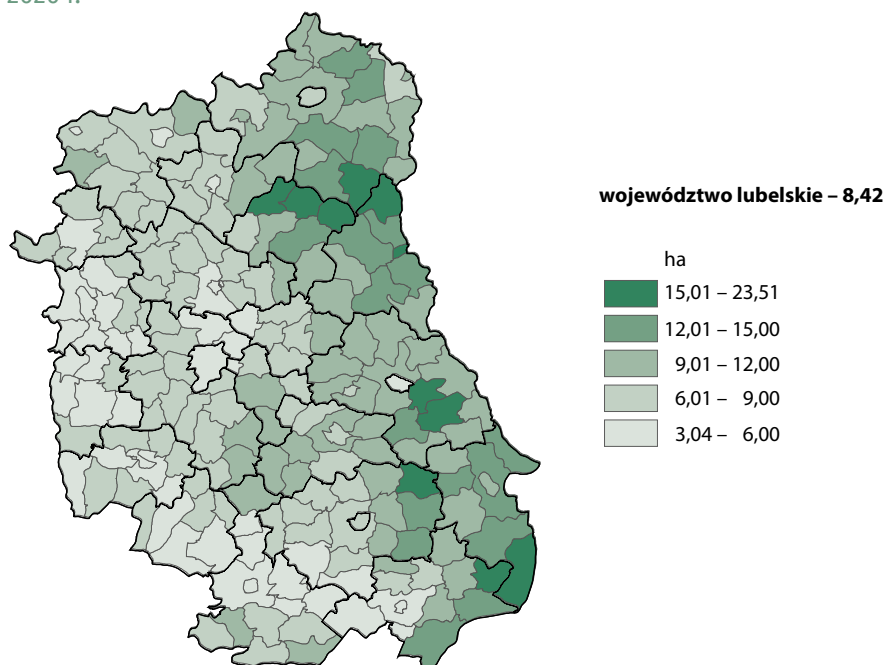 2020 r.
województwo lubelskie – 8,42
ha
15,01 – 23,51
12,01 – 15,00
9,01 – 12,00
6,01 – 9,00
3,04 – 6,00